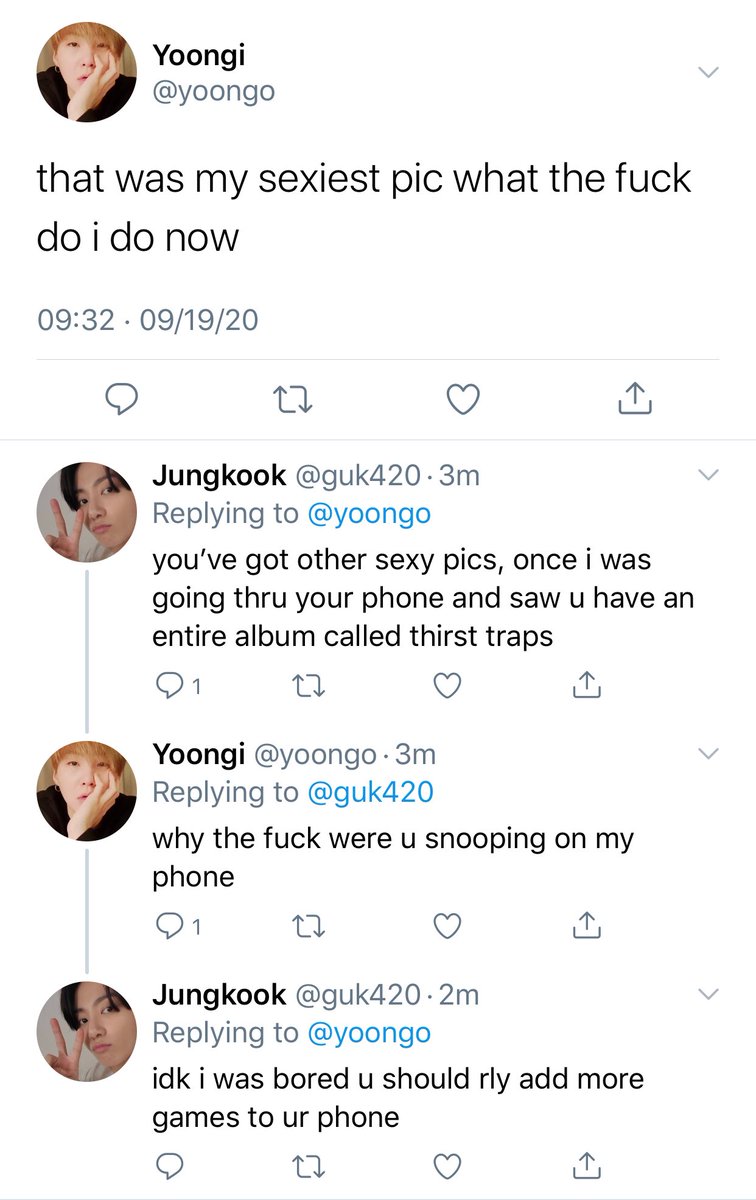 Yoongi
@yoongo
that was my sexiest pic what the fuck
do i do now
09:32 · 09/19/20
Jungkook @guk420 · 3m
Replying to @yoongo
you’ve got other sexy pics, once i was
going thru your phone and saw u have an
entire album called thirst traps
1
Yoongi @yoongo · 3m
Replying to @guk420
why the fuck were u snooping on my
phone
1
Jungkook @guk420 · 2m
Replying to @yoongo
idk i was bored u should rly add more
games to ur phone